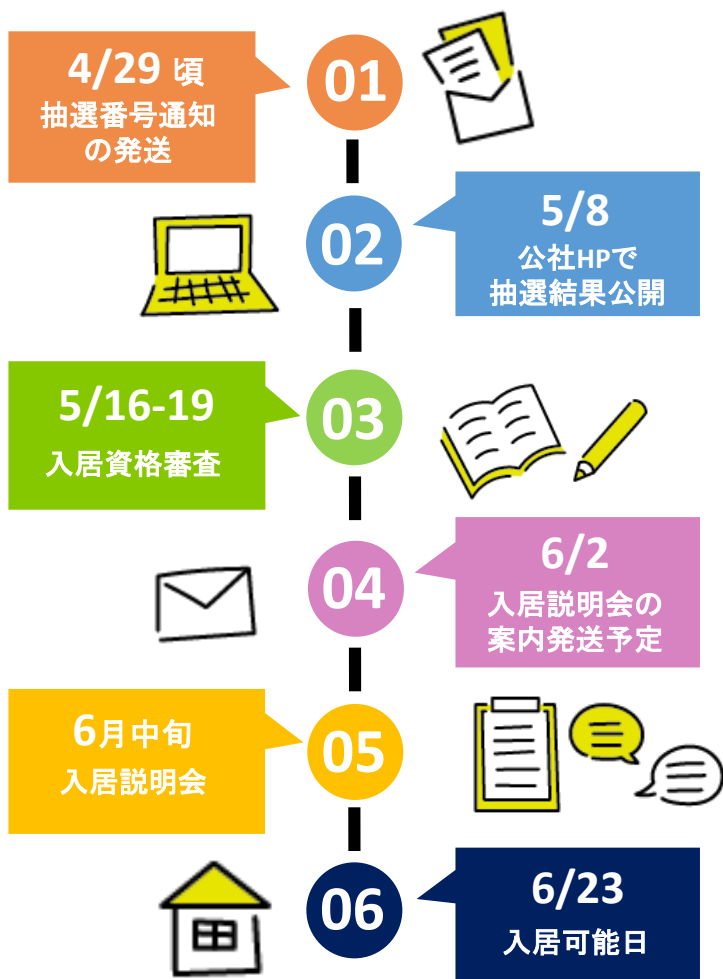 01
4/29 頃
抽選番号通知
の発送
02
5/8
公社HPで
抽選結果公開
03
5/16-19
入居資格審査
04
6/2
入居説明会の
案内発送予定
05
6月中旬
入居説明会
06
6/23
入居可能日